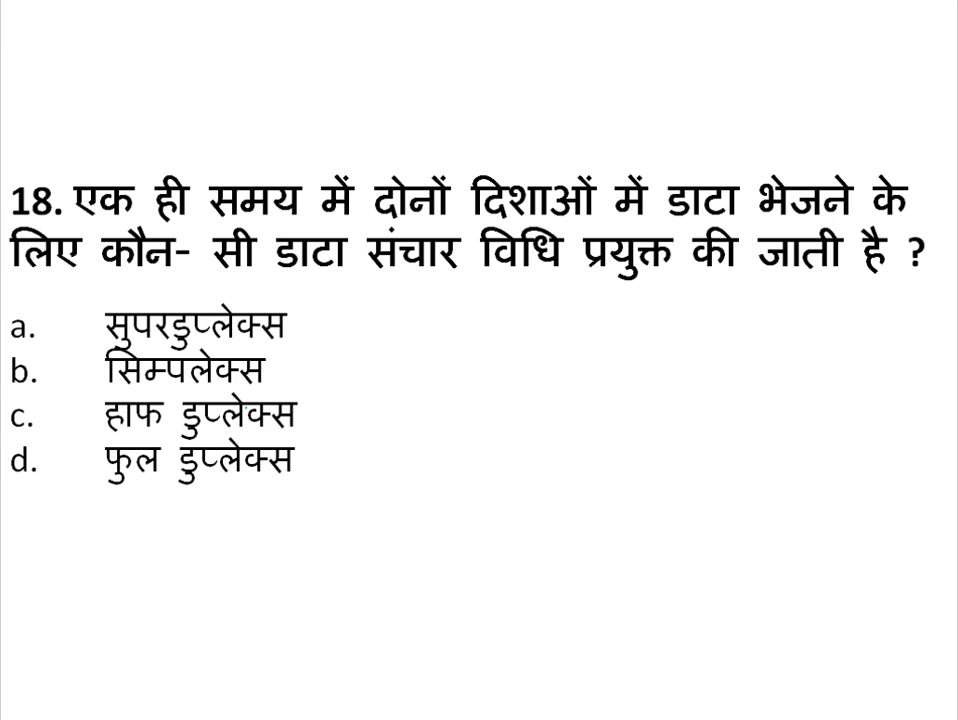 18. एक ही समय में दोनों दिशाओं में डाटा भेजने के
लिए कौन- सी डाटा संचार विधि प्रयुक्त की जाती है ?
a. सुपरडुप्लेक्स
b. सिम्पलेक्स
c. हाफ डुप्लेक्स
d. फुल डुप्लेक्स